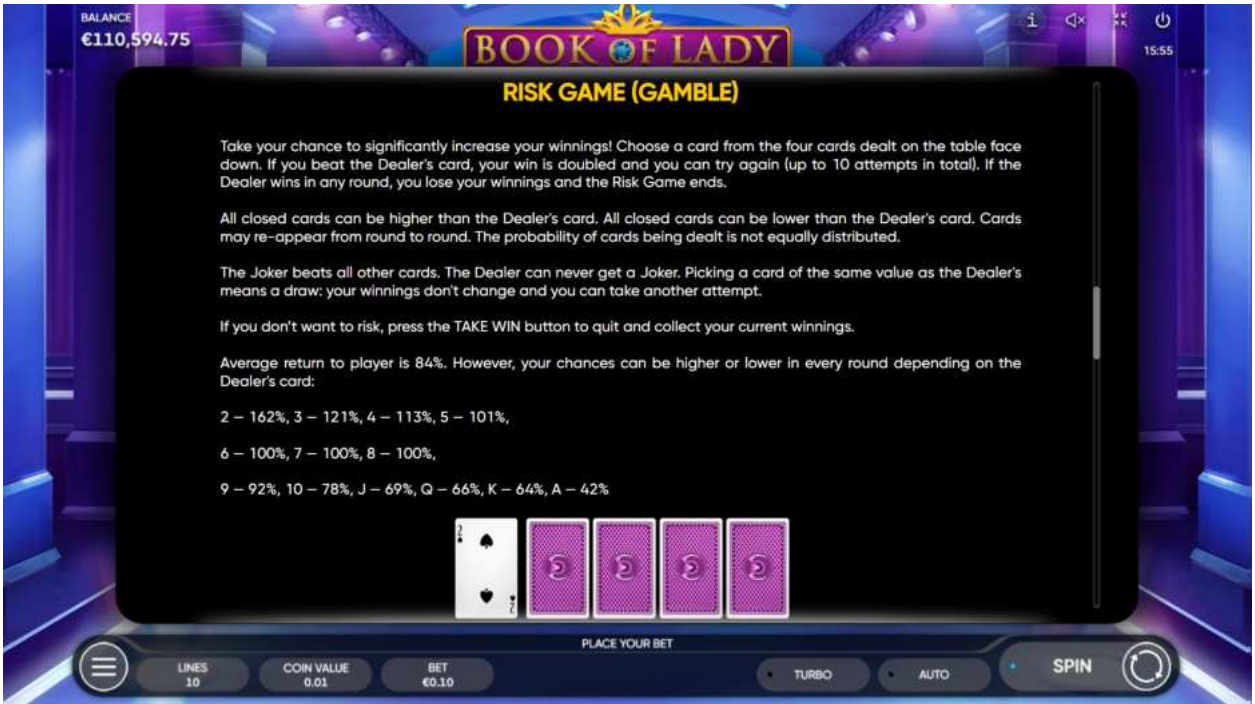 BALANCE
€110,594.75
BOOK OF LADY
15:55
RISK GAME (GAMBLE)
Take your chance to significantly increase your winnings! Choose a card from the four cards dealt on the table face
down. If you beat the Dealer's card, your win is doubled and you can try again (up to 10 attempts in total). If the
Dealer wins in any round, you lose your winnings and the Risk Game ends.
All closed cards can be higher than the Dealer's card. All closed cards can be lower than the Dealer's card. Cards
may re-appear from round to round. The probability of cards being dealt is not equally distributed.
The Joker beats all other cards. The Dealer can never get a Joker. Picking a card of the same value as the Dealer's
means a draw: your winnings don't change and you can take another attempt.
If you don't want to risk, press the TAKE WIN button to quit and collect your current winnings.
Average return to player is 84%. However, your chances can be higher or lower in every round depending on the
Dealer's card:
2 – 162%, 3 – 121%, 4 – 113%, 5 – 101%,
6 – 100%, 7 – 100%, 8 – 100%,
9 – 92%, 10 – 78%, J – 69%, Q – 66%, K – 64%, A – 42%
2
2
PLACE YOUR BET
LINES
10
COIN VALUE
0.01
BET
€0.10
TURBO
AUTO
SPIN